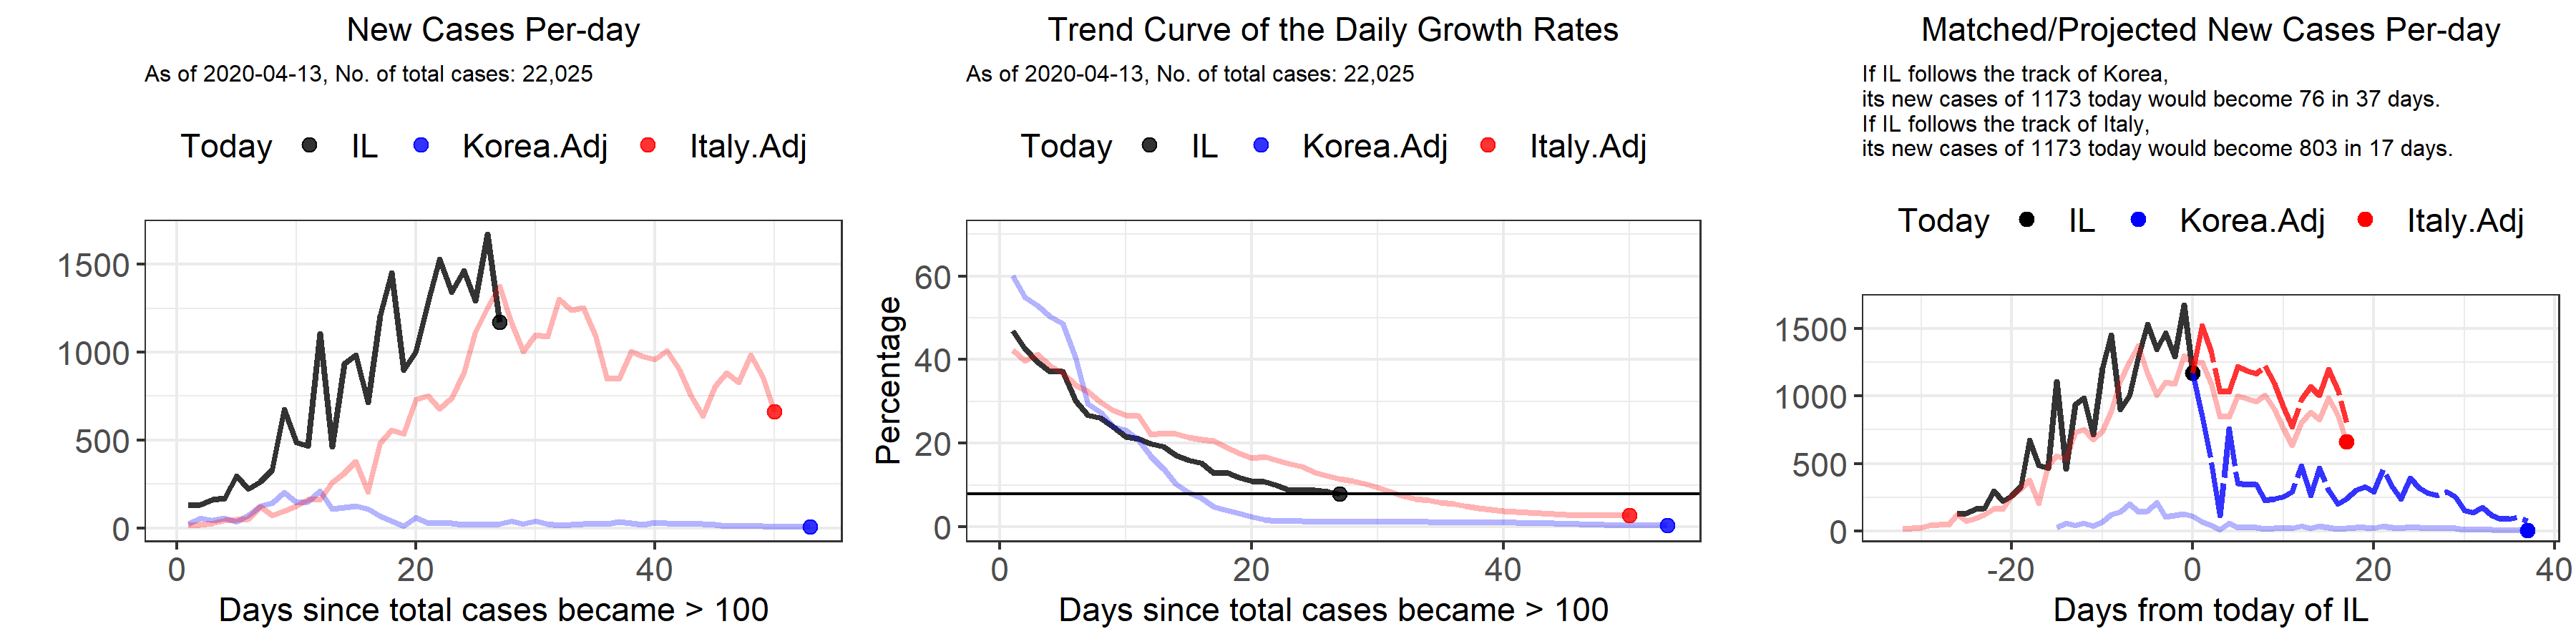 New Cases Per-day
As of 2020-04-13, No. of total cases: 22,025
Today IL Korea.Adj Italy.Adj
1500
1000
500
0
0 20 40
Days since total cases became > 100
Trend Curve of the Daily Growth Rates
As of 2020-04-13, No. of total cases: 22,025
Today IL Korea.Adj Italy.Adj
Percentage
60
40
20
0
0 20 40
Days since total cases became > 100
Matched/Projected New Cases Per-day
If IL follows the track of Korea,
its new cases of 1173 today would become 76 in 37 days.
If IL follows the track of Italy,
its new cases of 1173 today would become 803 in 17 days.
Today IL Korea.Adj Italy.Adj
1500
1000
500
0
-20 0 20 40
Days from today of IL